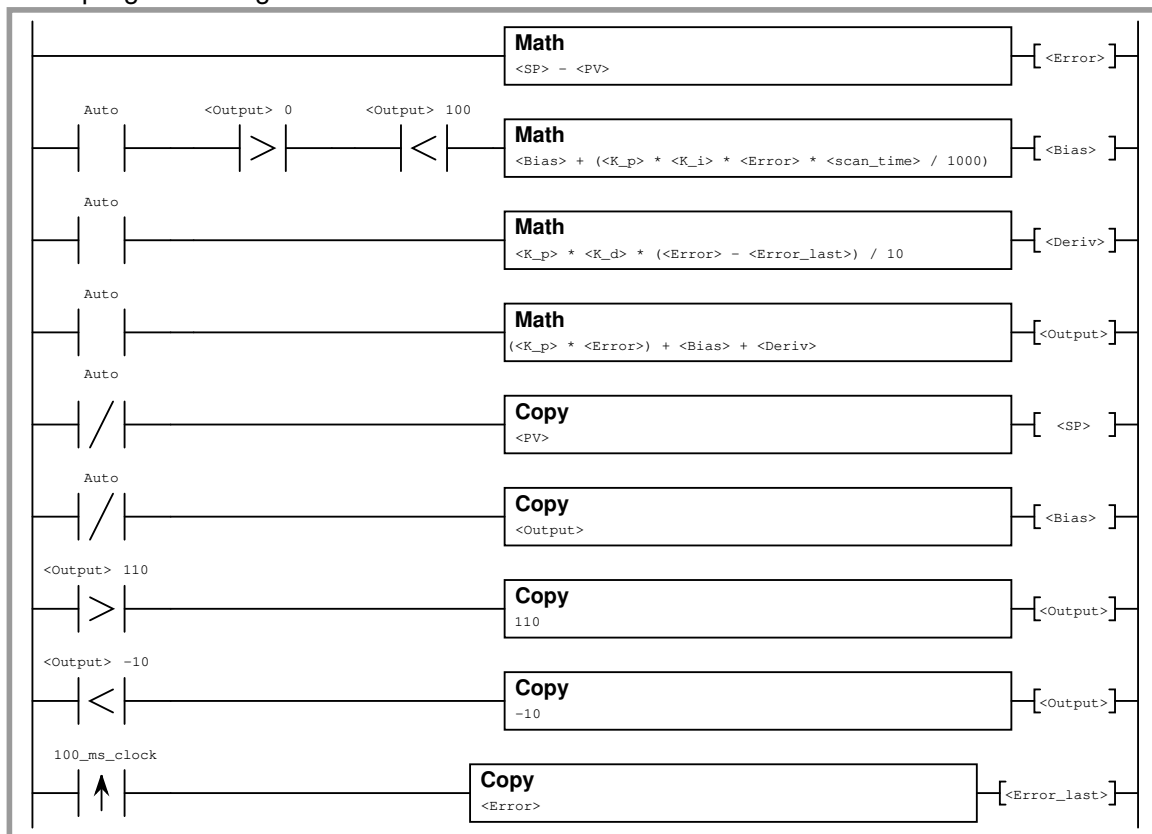 Math
<SP> - <PV>
<Error>
Auto
<Output> 0
<Output> 100
Math
<Bias> + (<K_p> * <K_i> * <Error> * <scan_time> / 1000)
<Bias>
Auto
Math
<K_p> * <K_d> * (<Error> - <Error_last>) / 10
<Deriv>
Auto
Math
(<K_p> * <Error>) + <Bias> + <Deriv>
<Output>
Auto
Copy
<PV>
<SP>
Auto
Copy
<Output>
<Bias>
<Output> 110
Copy
110
<Output>
<Output> -10
Copy
-10
<Output>
100_ms_clock
Copy
<Error>
<Error_last>